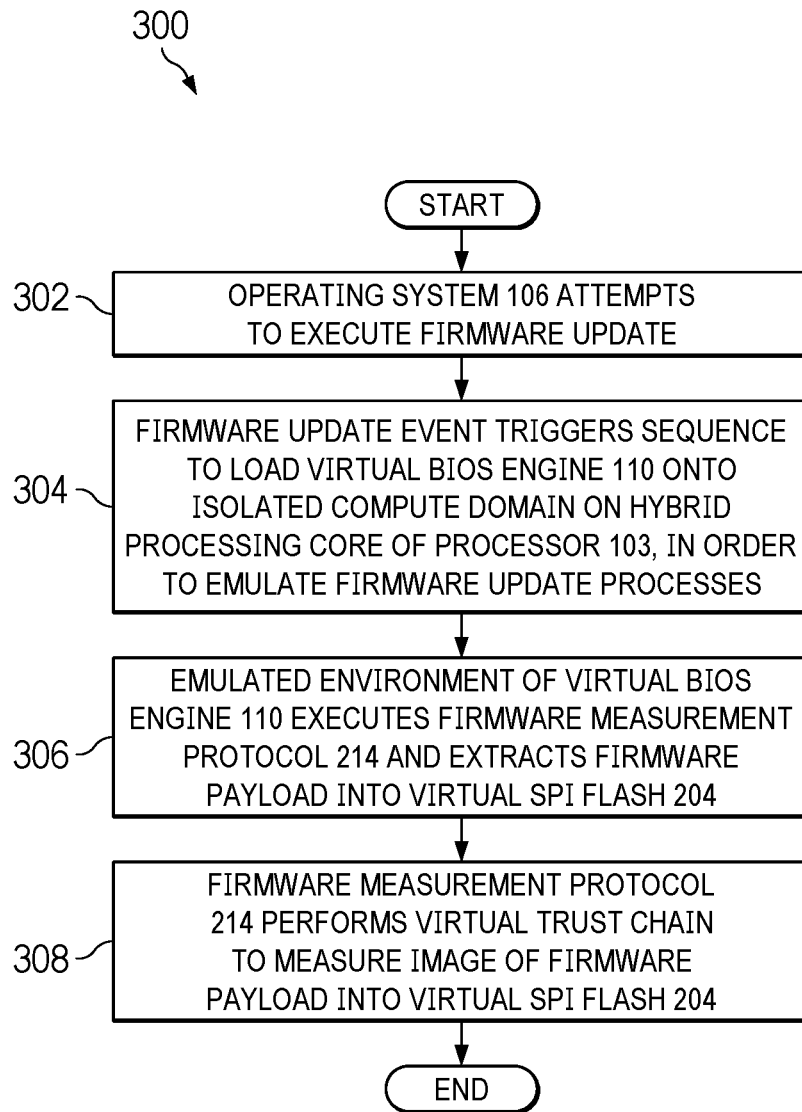 300
START
302
OPERATING SYSTEM 106 ATTEMPTS
TO EXECUTE FIRMWARE UPDATE
304
FIRMWARE UPDATE EVENT TRIGGERS SEQUENCE
TO LOAD VIRTUAL BIOS ENGINE 110 ONTO
ISOLATED COMPUTE DOMAIN ON HYBRID
PROCESSING CORE OF PROCESSOR 103, IN ORDER
TO EMULATE FIRMWARE UPDATE PROCESSES
306
EMULATED ENVIRONMENT OF VIRTUAL BIOS
ENGINE 110 EXECUTES FIRMWARE MEASUREMENT
PROTOCOL 214 AND EXTRACTS FIRMWARE
PAYLOAD INTO VIRTUAL SPI FLASH 204
308
FIRMWARE MEASUREMENT PROTOCOL
214 PERFORMS VIRTUAL TRUST CHAIN
TO MEASURE IMAGE OF FIRMWARE
PAYLOAD INTO VIRTUAL SPI FLASH 204
END